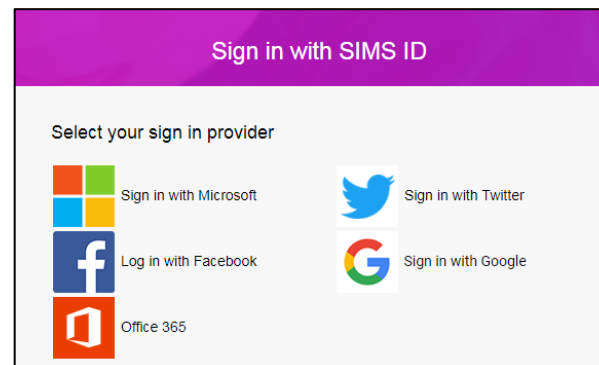 Sign in with SIMS ID
Select your sign in provider
Sign in with Microsoft
Sign in with Twitter
Log in with Facebook
Sign in with Google
Office 365